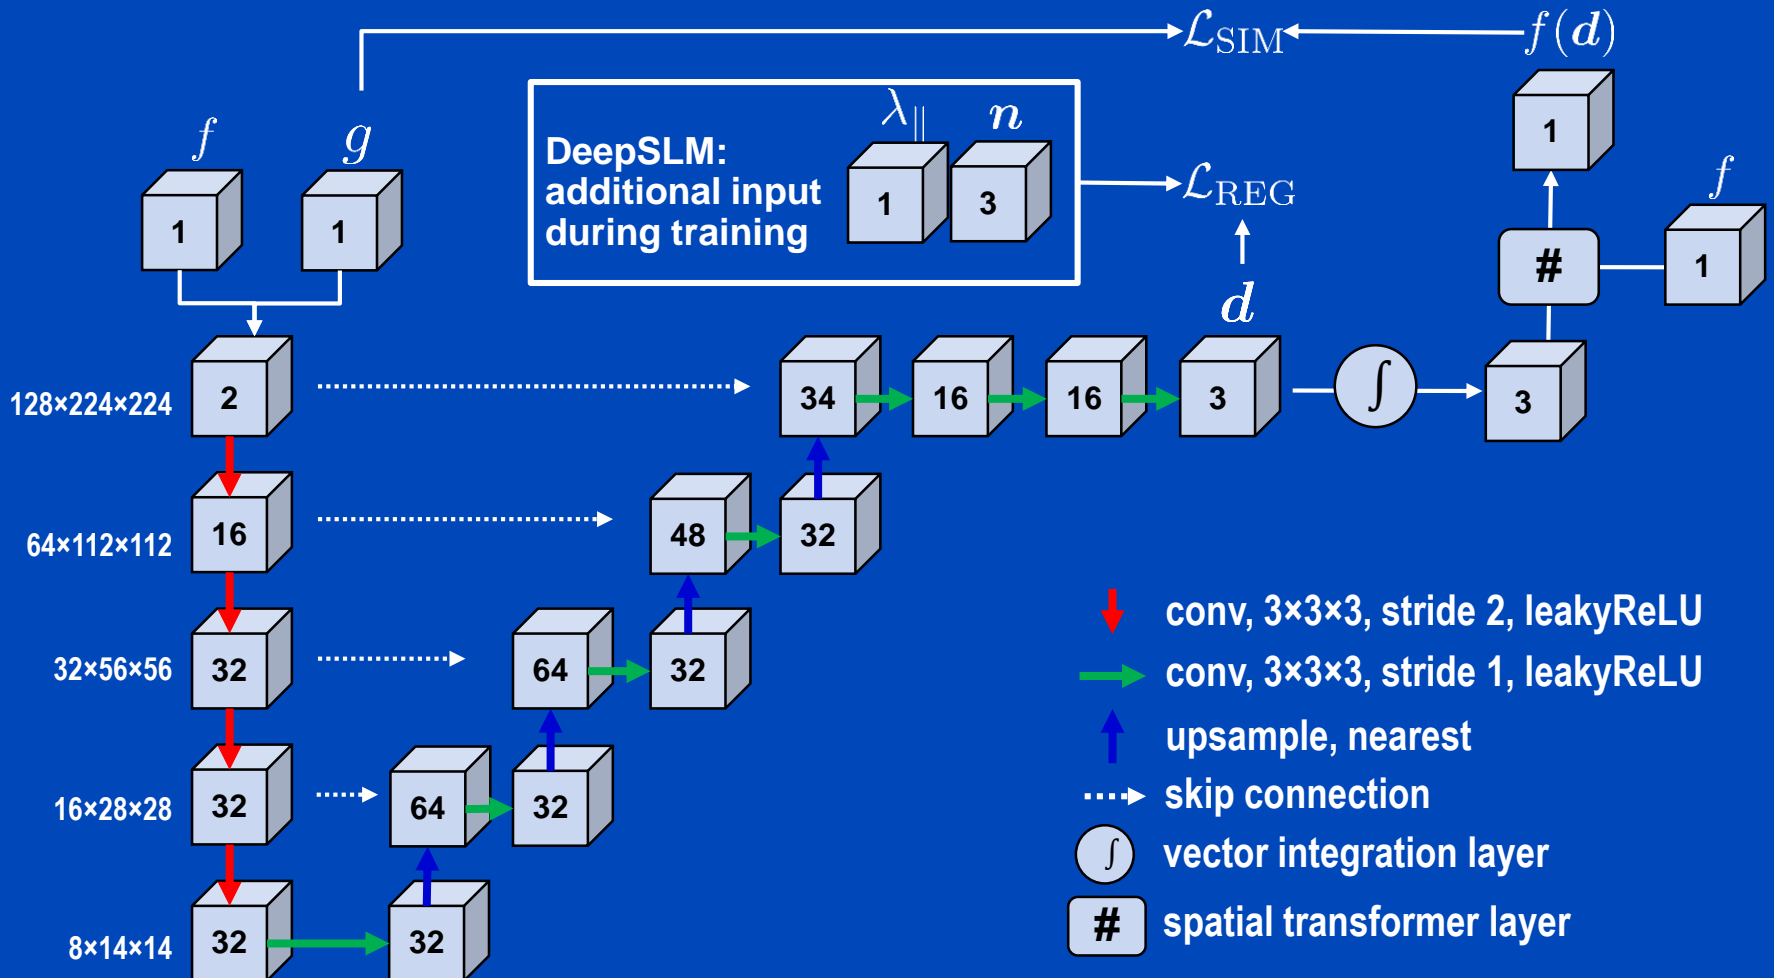 ℒ_SIM
f(d)
f
g
DeepSLM:
additional input
during training
λ_∥
n
1
3
ℒ_REG
1
f
1
1
#
1
d
128×224×224
2
34
16
16
3
∫
3
64×112×112
16
48
32
32×56×56
32
64
32
conv, 3×3×3, stride 2, leakyReLU
conv, 3×3×3, stride 1, leakyReLU
upsample, nearest
16×28×28
32
64
32
skip connection
∫ vector integration layer
8×14×14
32
32
# spatial transformer layer